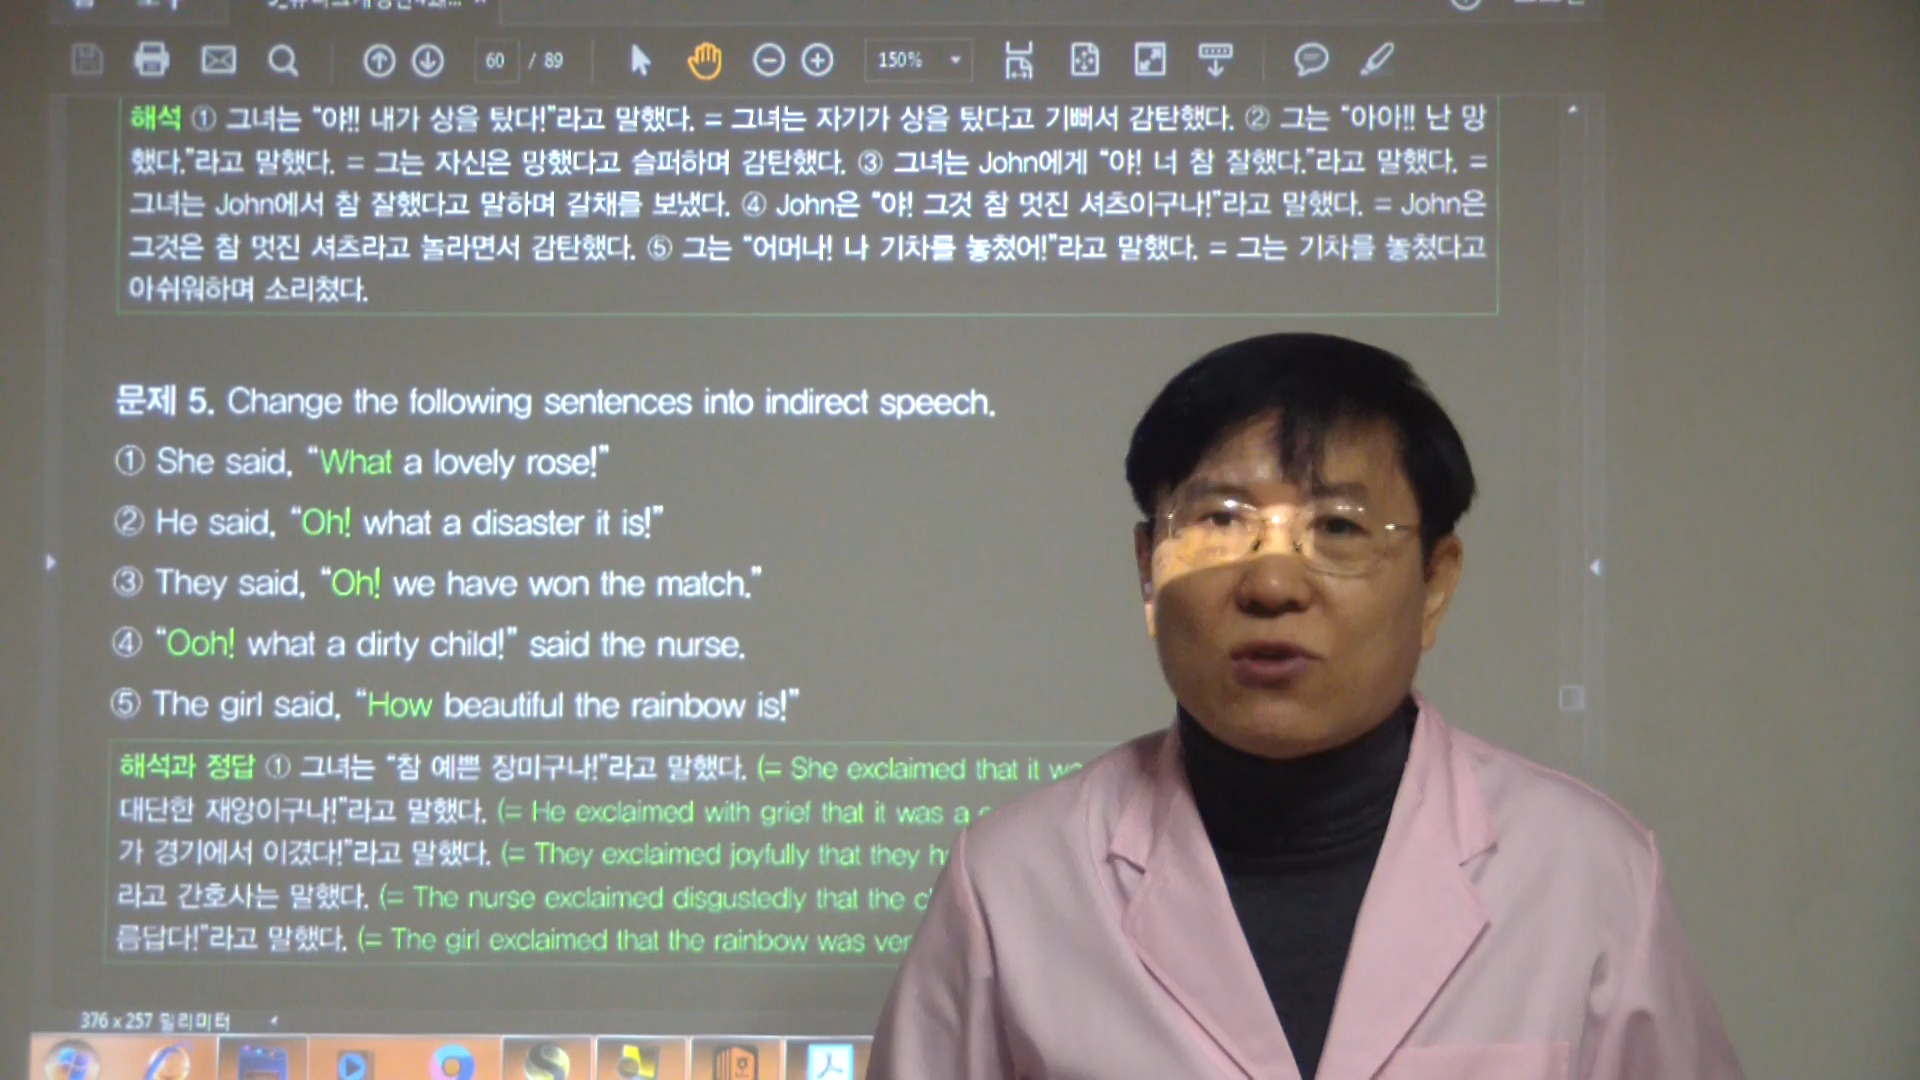 60 / 89
150%
해석 ① 그녀는 “야!! 내가 상을 탔다!”라고 말했다. = 그녀는 자기가 상을 탔다고 기뻐서 감탄했다. ② 그는 “아아!! 난 망
했다.”라고 말했다. = 그는 자신은 망했다고 슬퍼하며 감탄했다. ③ 그녀는 John에게 “야! 너 참 잘했다.”라고 말했다. =
그녀는 John에서 참 잘했다고 말하며 갈채를 보냈다. ④ John은 “야! 그것 참 멋진 셔츠이구나!”라고 말했다. = John은
그것은 참 멋진 셔츠라고 놀라면서 감탄했다. ⑤ 그는 “어머나! 나 기차를 놓쳤어!”라고 말했다. = 그는 기차를 놓쳤다고
아쉬워하며 소리쳤다.
문제 5. Change the following sentences into indirect speech.
① She said, “What a lovely rose!”
② He said, “Oh! what a disaster it is!”
③ They said, “Oh! we have won the match.”
④ “Ooh! what a dirty child!” said the nurse.
⑤ The girl said, “How beautiful the rainbow is!”
해석과 정답 ① 그녀는 “참 예쁜 장미구나!”라고 말했다. (= She exclaimed that it
대단한 재앙이구나!”라고 말했다. (= He exclaimed with grief that it was a
가 경기에서 이겼다!”라고 말했다. (= They exclaimed joyfully that they
라고 간호사는 말했다. (= The nurse exclaimed disgustedly that the
름답다!”라고 말했다. (= The girl exclaimed that the rainbow was
376 x 257 밀리미터